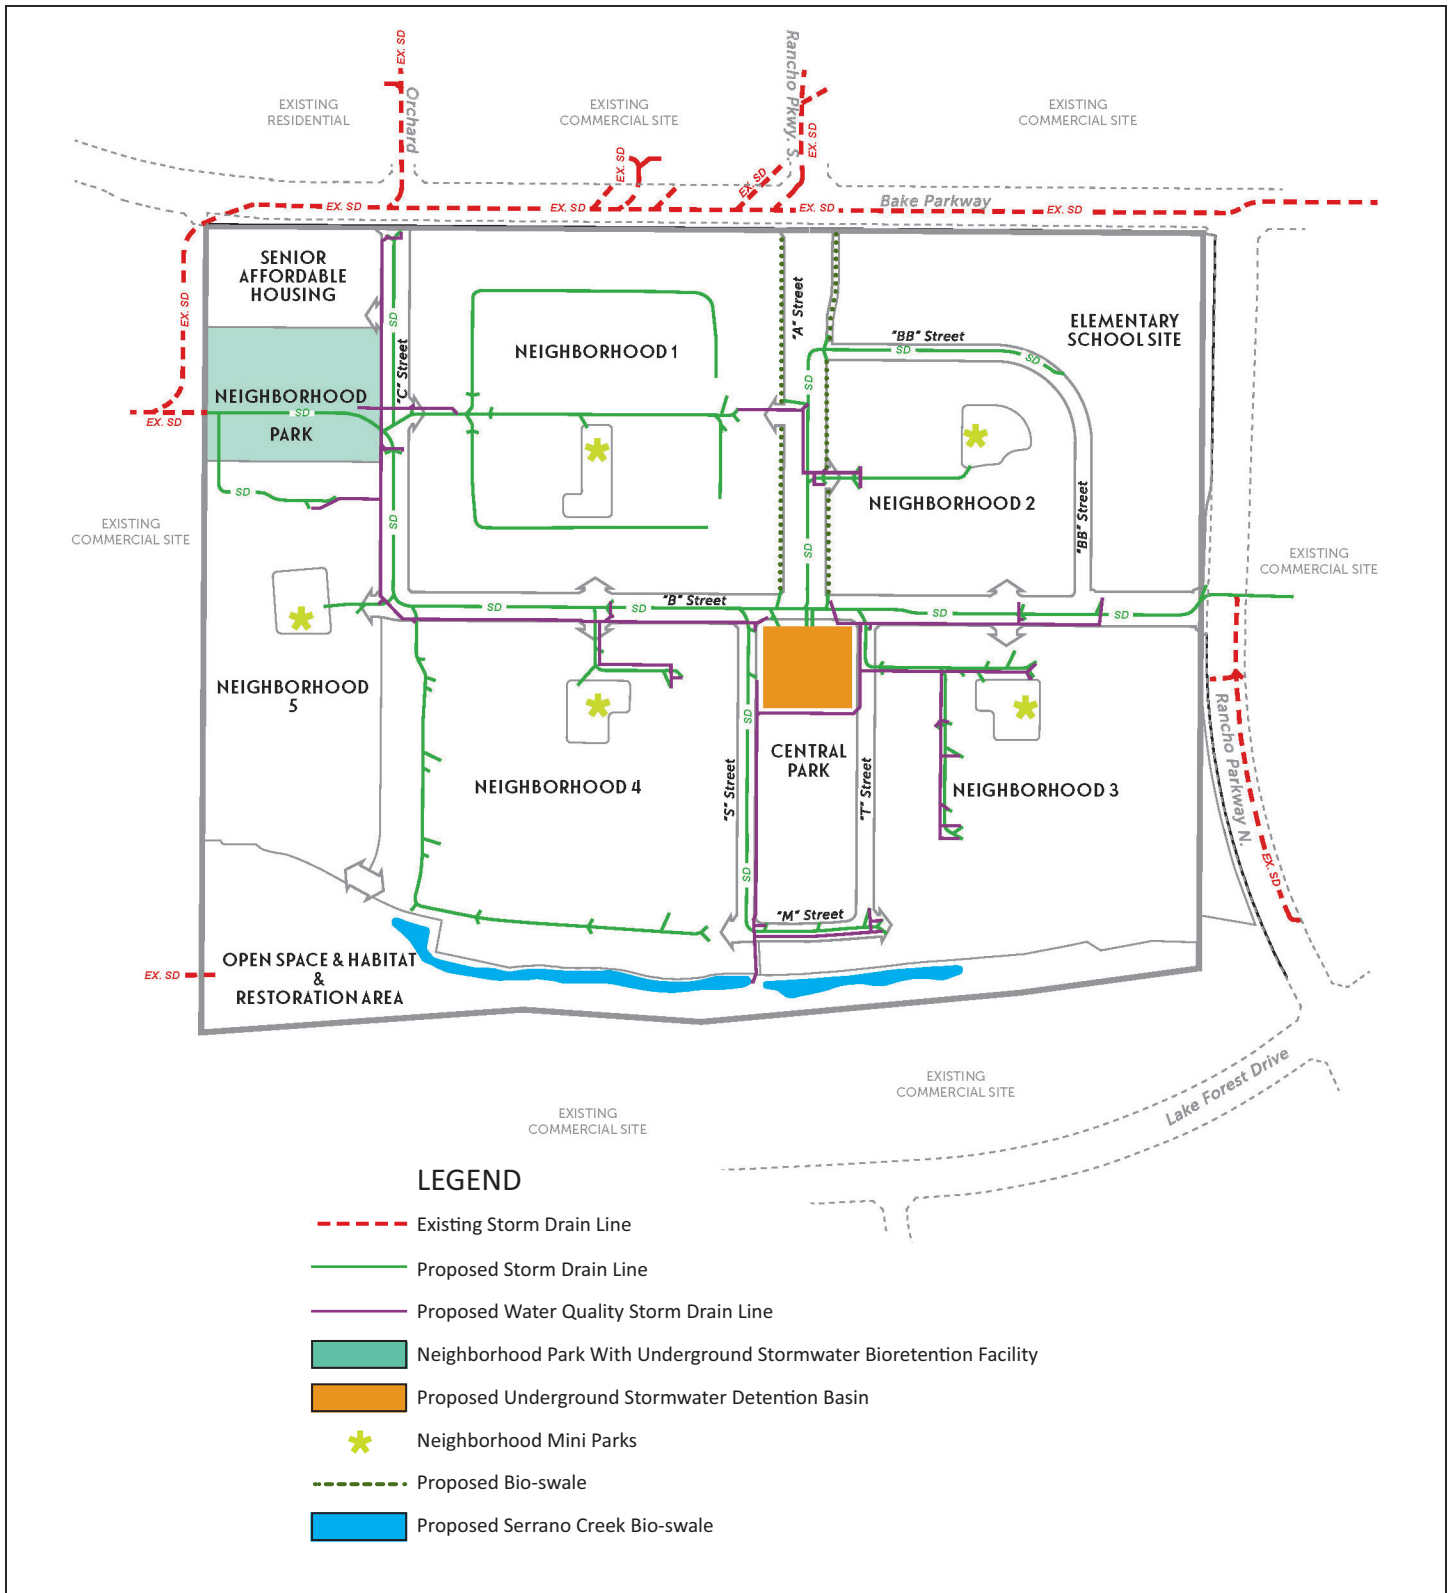 EX. SD
Orchard
Rancho Pkwy. S.
EXISTING
RESIDENTIAL
EXISTING
COMMERCIAL SITE
EXISTING
COMMERCIAL SITE
EX. SD
EX. SD
EX. SD
EX. SD
EX. SD
EX. SD
Bake Parkway
EX. SD
SENIOR
AFFORDABLE
HOUSING
EX. SD
SD
"C" Street
"A" Street
NEIGHBORHOOD 1
"BB" Street
SD
SD
ELEMENTARY
SCHOOL SITE
SD
NEIGHBORHOOD
SD
PARK
EX. SD
SD
SD
NEIGHBORHOOD 2
"BB" Street
EXISTING
COMMERCIAL SITE
SD
EXISTING
COMMERCIAL SITE
SD
SD
"B" Street
SD
SD
NEIGHBORHOOD
5
SD
CENTRAL
PARK
"S" Street
"T" Street
NEIGHBORHOOD 4
NEIGHBORHOOD 3
Rancho Parkway N.
EX. SD
SD
"M" Street
OPEN SPACE & HABITAT
&
RESTORATION AREA
EX. SD
EXISTING
COMMERCIAL SITE
EXISTING
COMMERCIAL SITE
Lake Forest Drive
LEGEND
Existing Storm Drain Line
Proposed Storm Drain Line
Proposed Water Quality Storm Drain Line
Neighborhood Park With Underground Stormwater Bioretention Facility
Proposed Underground Stormwater Detention Basin
Neighborhood Mini Parks
Proposed Bio-swale
Proposed Serrano Creek Bio-swale